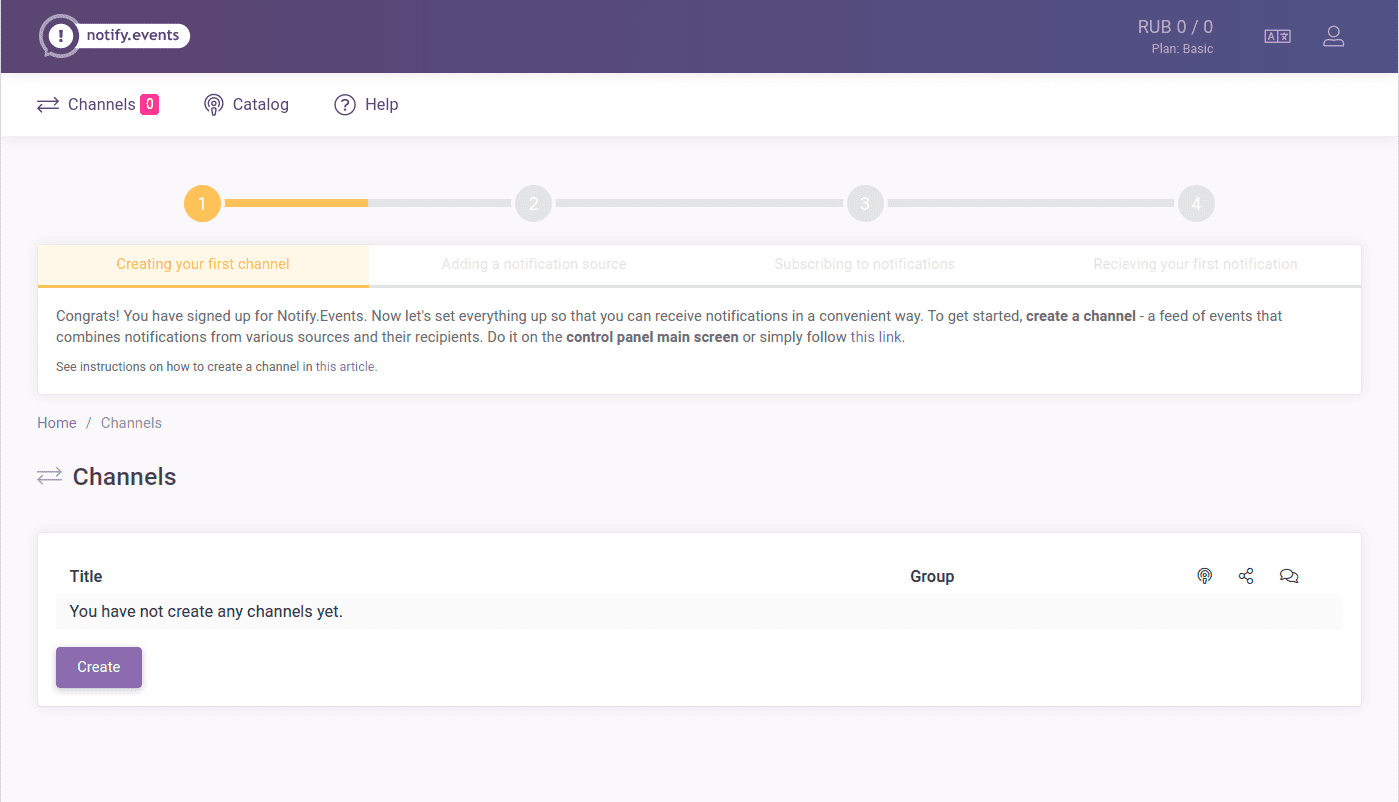 ! notify.events
RUB 0 / 0
Plan: Basic
A
Channels 0
Catalog
? Help
1
2
3
4
Creating your first channel
Adding a notification source
Subscribing to notifications
Recieving your first notification
Congrats! You have signed up for Notify.Events. Now let's set everything up so that you can receive notifications in a convenient way. To get started, create a channel - a feed of events that
combines notifications from various sources and their recipients. Do it on the control panel main screen or simply follow this link.
See instructions on how to create a channel in this article.
Home / Channels
Channels
Title
Group
You have not create any channels yet.
Create